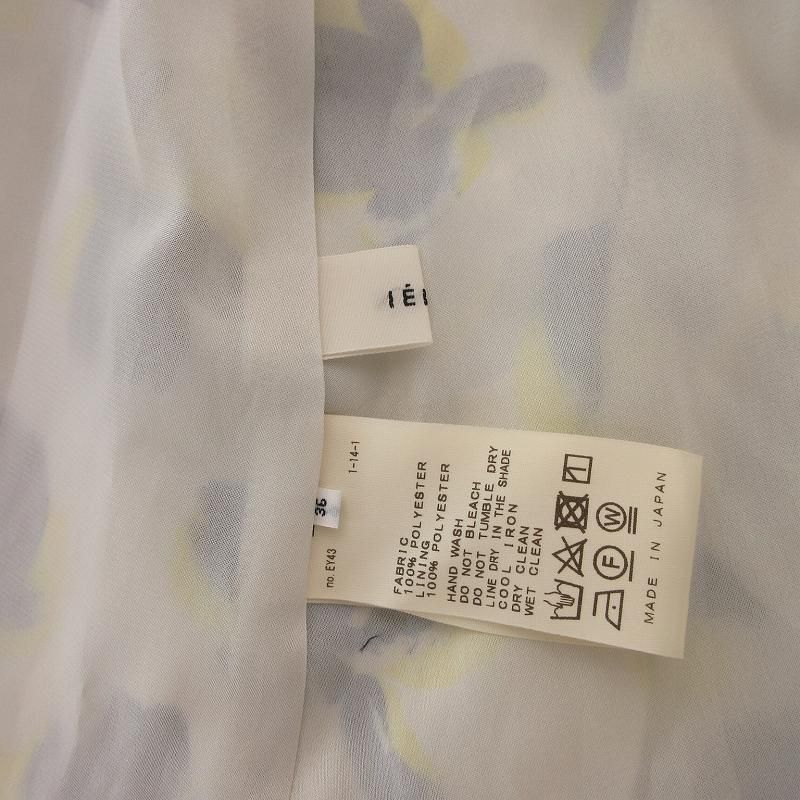 IÉ
36
1-14-1
no. EY43
FABRIC
100% POLYESTER
LINING
100% POLYESTER
HAND WASH
DO NOT BLEACH
DO NOT TUMBLE DRY
LINE DRY IN THE SHADE
COOL IRON
DRY CLEAN
WET CLEAN
F
W
MADE IN JAPAN